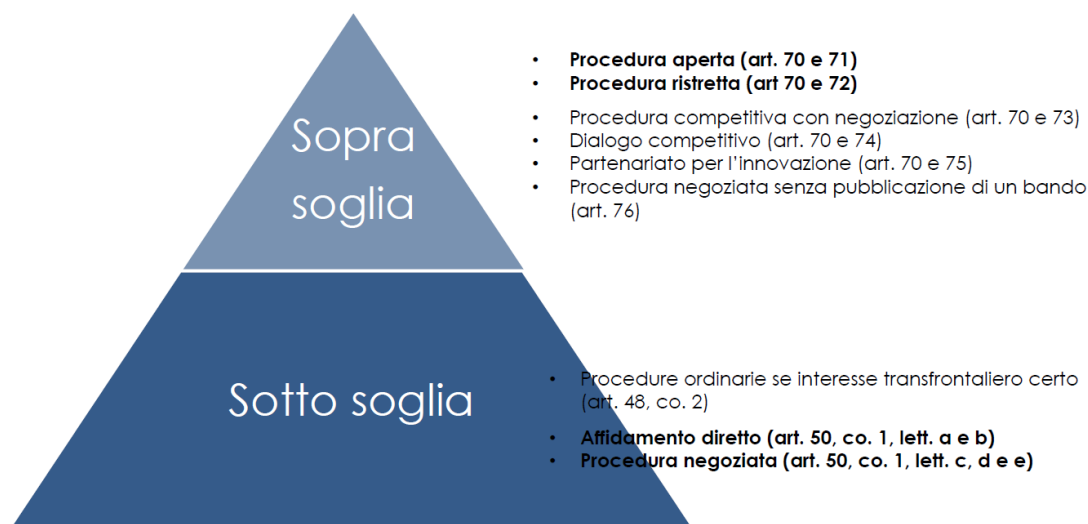 Sopra
soglia
• Procedura aperta (art. 70 e 71)
• Procedura ristretta (art 70 e 72)
• Procedura competitiva con negoziazione (art. 70 e 73)
• Dialogo competitivo (art. 70 e 74)
• Partenariato per l'innovazione (art. 70 e 75)
• Procedura negoziata senza pubblicazione di un bando
(art. 76)
Sotto soglia
• Procedure ordinarie se interesse transfrontaliero certo
(art. 48, co. 2)
• Affidamento diretto (art. 50, co. 1, lett. a e b)
• Procedura negoziata (art. 50, co. 1, lett. c, d e e)